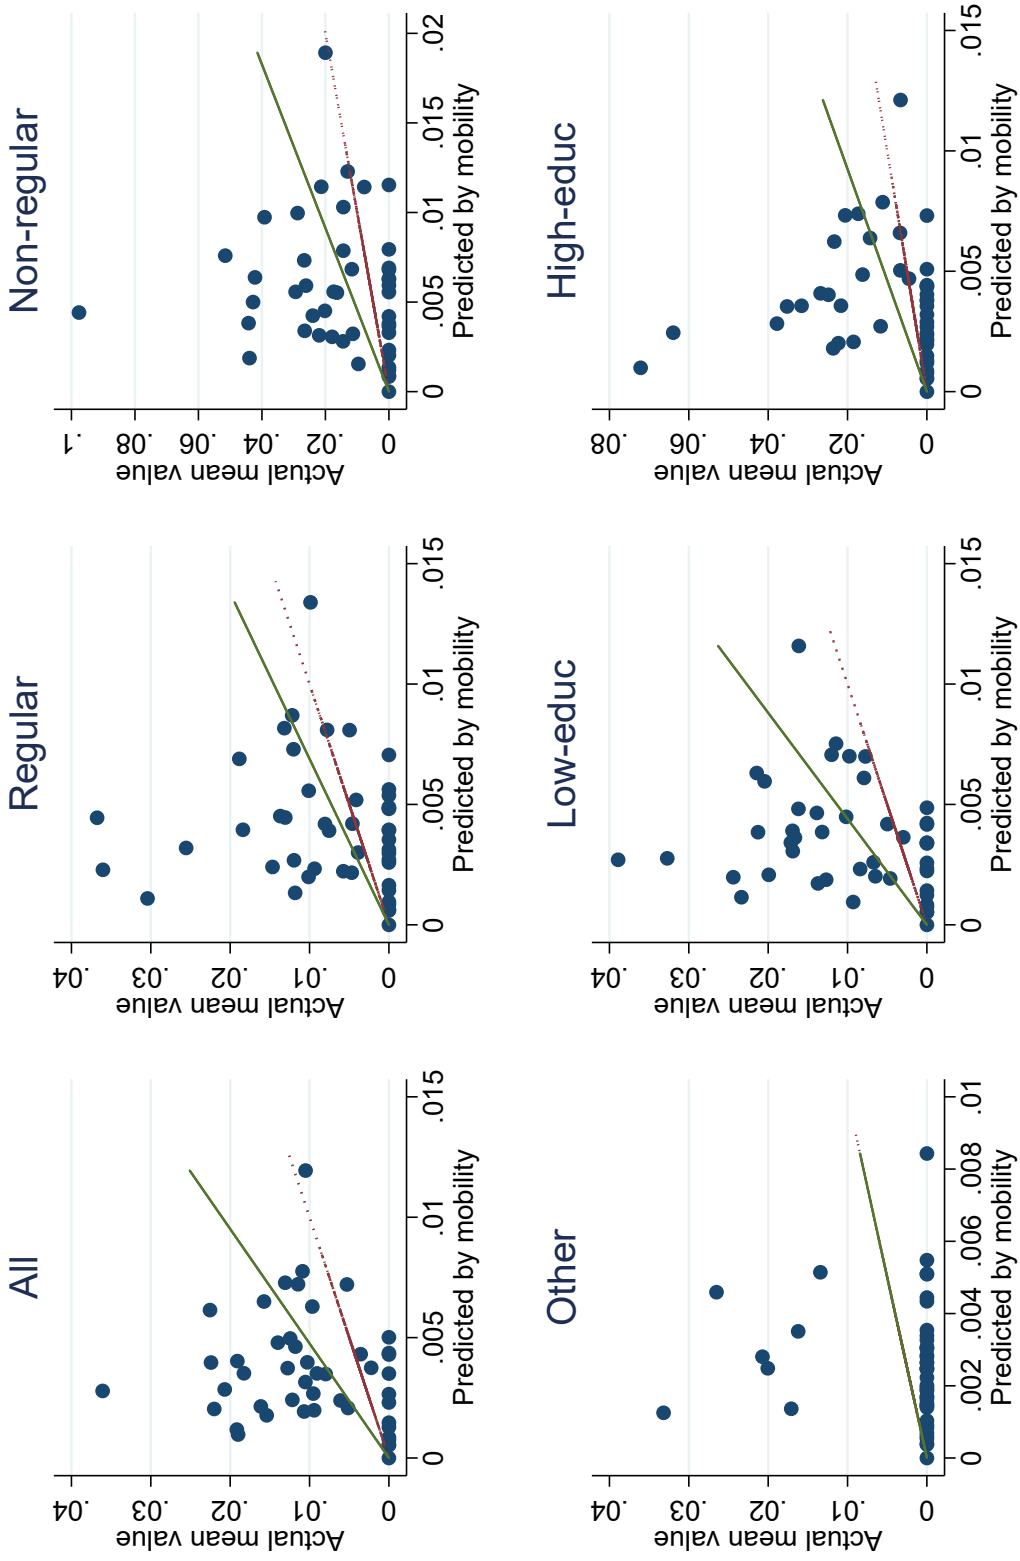 All
Actual mean value
.04
.03
.02
.01
0
0 .005 .01 .015
Predicted by mobility
Regular
Actual mean value
.04
.03
.02
.01
0
0 .005 .01 .015
Predicted by mobility
Non-regular
Actual mean value
.1
.08
.06
.04
.02
0
0 .005 .01 .015 .02
Predicted by mobility
Other
Actual mean value
.04
.03
.02
.01
0
0 .002 .004 .006 .008 .01
Predicted by mobility
Low-educ
Actual mean value
.04
.03
.02
.01
0
0 .005 .01 .015
Predicted by mobility
High-educ
Actual mean value
.08
.06
.04
.02
0
0 .005 .01 .015
Predicted by mobility